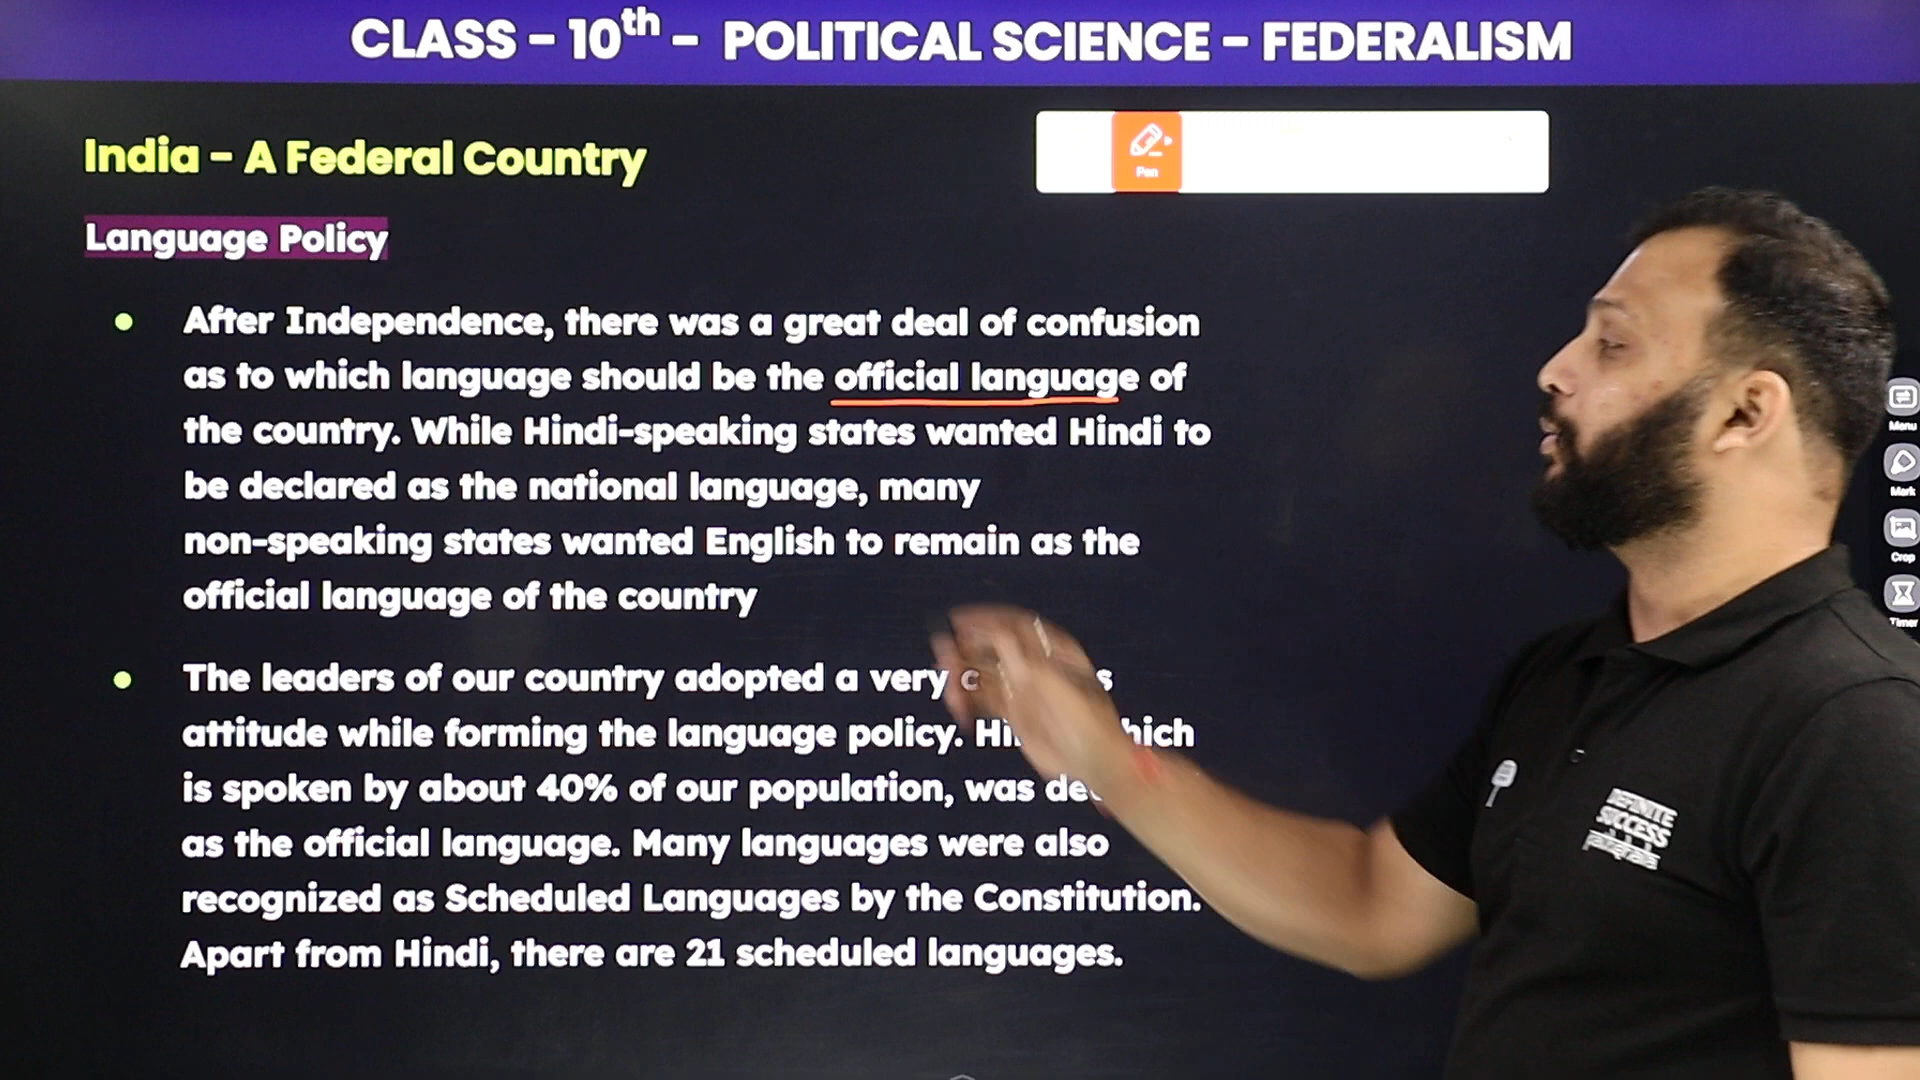 CLASS - 10th - POLITICAL SCIENCE - FEDERALISM
India - A Federal Country
Pen
Language Policy
After Independence, there was a great deal of confusion
as to which language should be the official language of
the country. While Hindi-speaking states wanted Hindi to
be declared as the national language, many
non-speaking states wanted English to remain as the
official language of the country
The leaders of our country adopted a very
attitude while forming the language policy.
is spoken by about 40% of our population, was
as the official language. Many languages were also
recognized as Scheduled Languages by the Constitution.
Apart from Hindi, there are 21 scheduled languages.
Menu
Mark
Crop
Timer
DEFINITE
SUCCESS